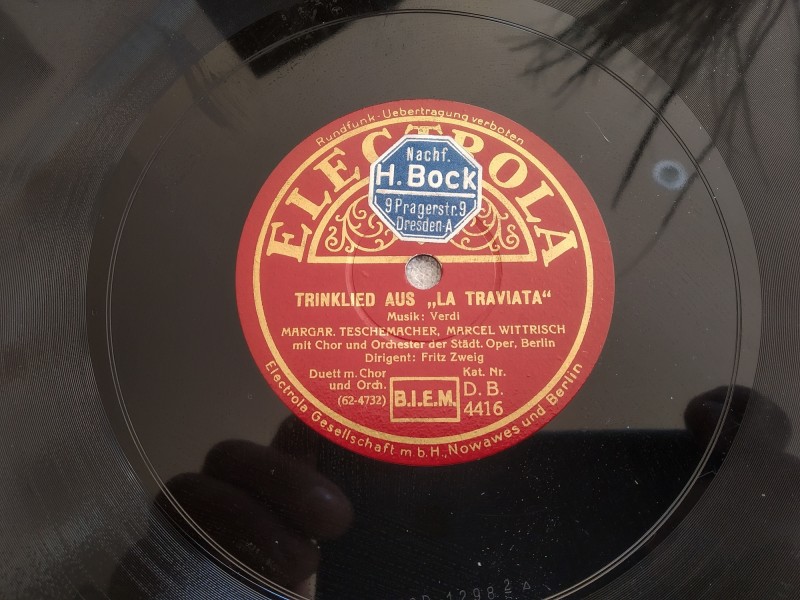 Rundfunk-Uebertragung verboten
ELECTROLA
Nachf.
H. Bock
9 Pragerstr. 9
Dresden-A
TRINKLIED AUS „LA TRAVIATA“
Musik: Verdi
MARGAR. TESCHEMACHER, MARCEL WITTRISCH
mit Chor und Orchester der Städt. Oper, Berlin
Dirigent: Fritz Zweig
Duett m. Chor
und Orch.
(62-4732)
B.I.E.M.
Kat. Nr.
D. B.
4416
Electrola Gesellschaft m b.H., Nowawes und Berlin
1298